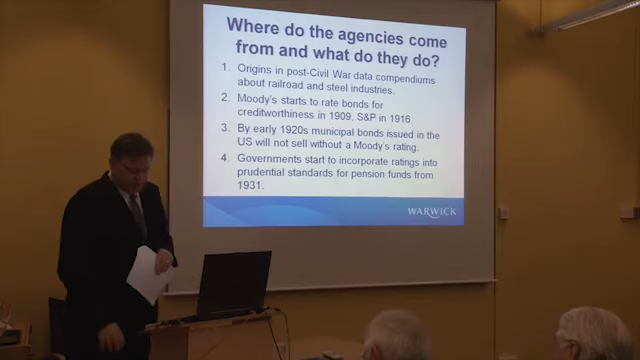 Where do the agencies come
from and what do they do?
1. Origins in post-Civil War data compendiums
about railroad and steel industries.
2. Moody's starts to rate bonds for
creditworthiness in 1909, S&P in 1916.
3. By early 1920s municipal bonds issued in the
US will not sell without a Moody's rating.
4. Governments start to incorporate ratings into
prudential standards for pension funds from
1931.
WARWICK